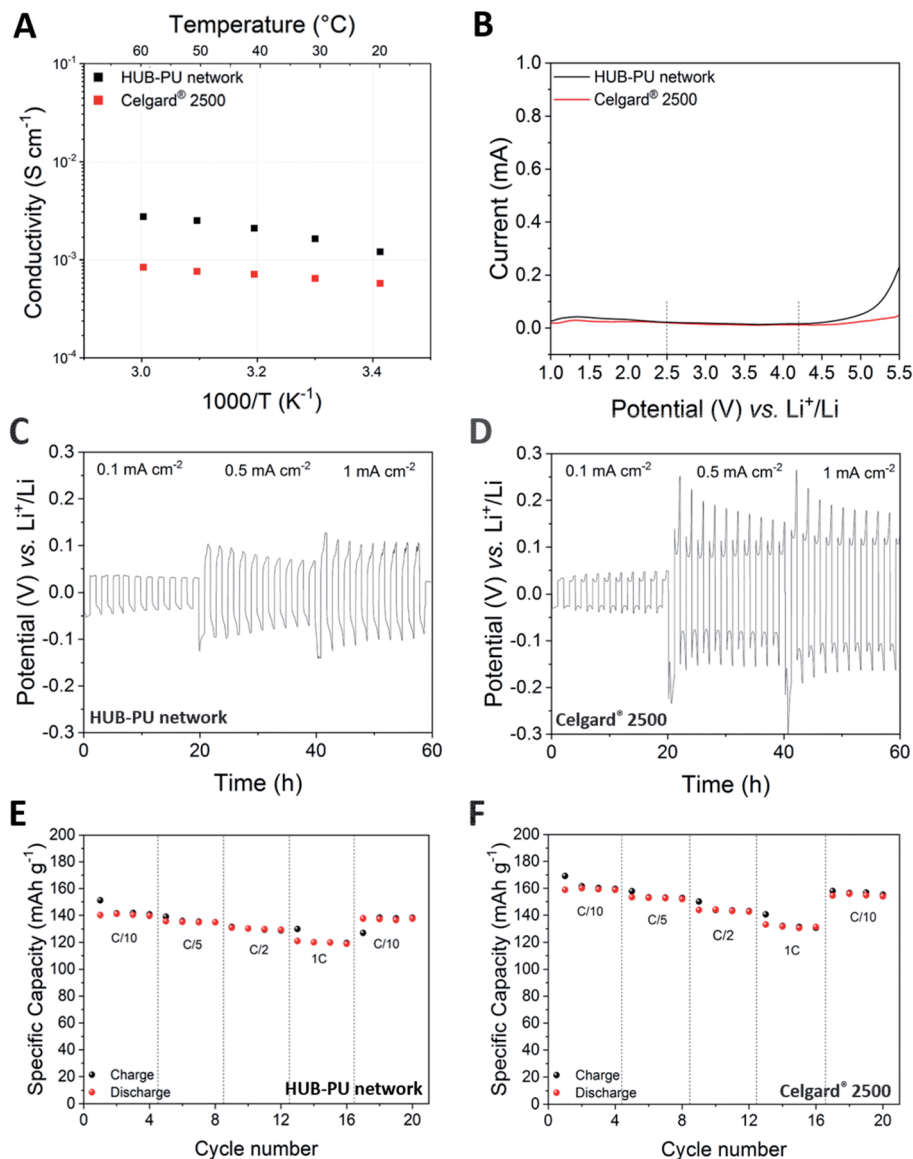 A
Temperature (°C)
60 50 40 30 20
HUB-PU network
Celgard® 2500
10⁻¹
10⁻²
10⁻³
10⁻⁴
Conductivity (S cm⁻¹)
3.0 3.2 3.4
1000/T (K⁻¹)
B
HUB-PU network
Celgard® 2500
1.0
0.8
0.6
0.4
0.2
0.0
Current (mA)
1.0 1.5 2.0 2.5 3.0 3.5 4.0 4.5 5.0 5.5
Potential (V) vs. Li⁺/Li
C
0.1 mA cm⁻² 0.5 mA cm⁻² 1 mA cm⁻²
0.3
0.2
0.1
0.0
-0.1
-0.2
-0.3
Potential (V) vs. Li⁺/Li
HUB-PU network
0 20 40 60
Time (h)
D
0.1 mA cm⁻² 0.5 mA cm⁻² 1 mA cm⁻²
0.3
0.2
0.1
0.0
-0.1
-0.2
-0.3
Potential (V) vs. Li⁺/Li
Celgard® 2500
0 20 40 60
Time (h)
E
200
180
160
140
120
100
80
60
40
20
0
Specific Capacity (mAh g⁻¹)
C/10 C/5 C/2 1C C/10
Charge
Discharge
HUB-PU network
0 4 8 12 16 20
Cycle number
F
200
180
160
140
120
100
80
60
40
20
0
Specific Capacity (mAh g⁻¹)
C/10 C/5 C/2 1C C/10
Charge
Discharge
Celgard® 2500
0 4 8 12 16 20
Cycle number